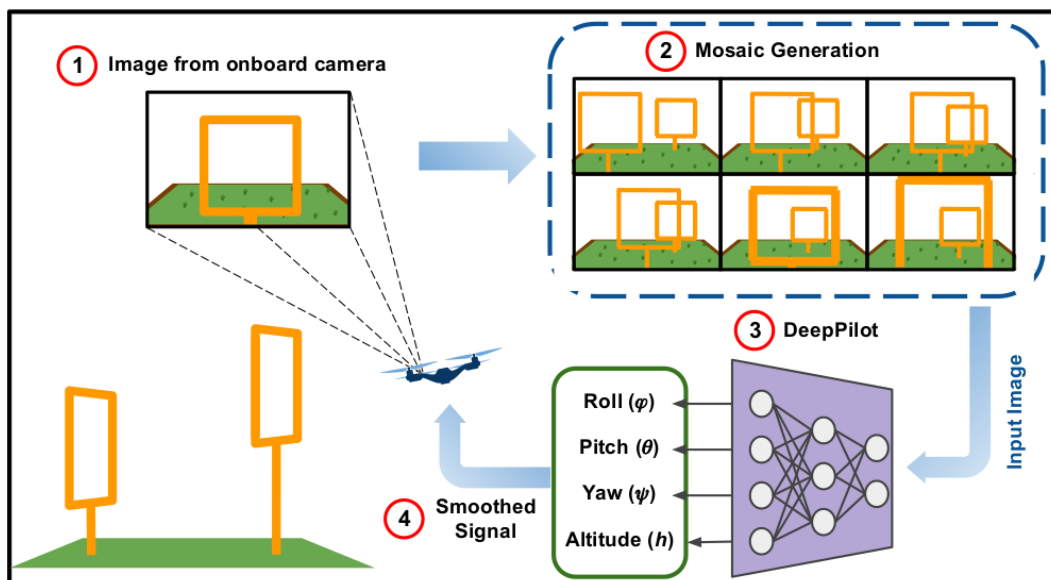 1 Image from onboard camera
2 Mosaic Generation
3 DeepPilot
Roll (φ)
Pitch (θ)
Yaw (ψ)
Altitude (h)
Input Image
4 Smoothed
Signal